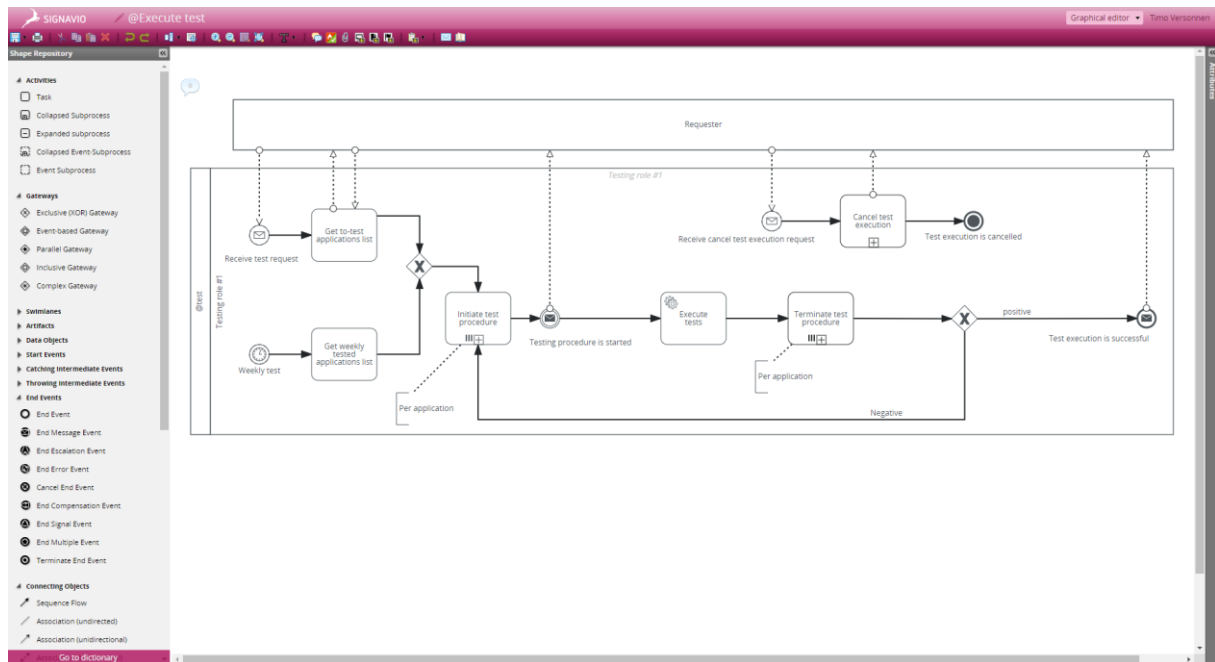 SIGNAVIO
@Execute test
Graphical editor
Timo Versonnen
Shape Repository
Attributes
Activities
Task
Collapsed Subprocess
Expanded subprocess
Collapsed Event-Subprocess
Event Subprocess
Gateways
Exclusive (XOR) Gateway
Event-based Gateway
Parallel Gateway
Inclusive Gateway
Complex Gateway
Swimlanes
Artifacts
Data Objects
Start Events
Catching Intermediate Events
Throwing Intermediate Events
End Events
End Event
End Message Event
End Escalation Event
End Error Event
Cancel End Event
End Compensation Event
End Signal Event
End Multiple Event
Terminate End Event
Connecting Objects
Sequence Flow
Association (undirected)
Association (unidirectional)
Go to dictionary
Requester
Testing role #1
@test
Testing role #1
Receive test request
Get to-test
applications list
Receive cancel test execution request
Cancel test
execution
Test execution is cancelled
Weekly test
Get weekly
tested
applications list
Initiate test
procedure
Per application
Testing procedure is started
Execute
tests
Terminate test
procedure
Per application
positive
Negative
Test execution is successful